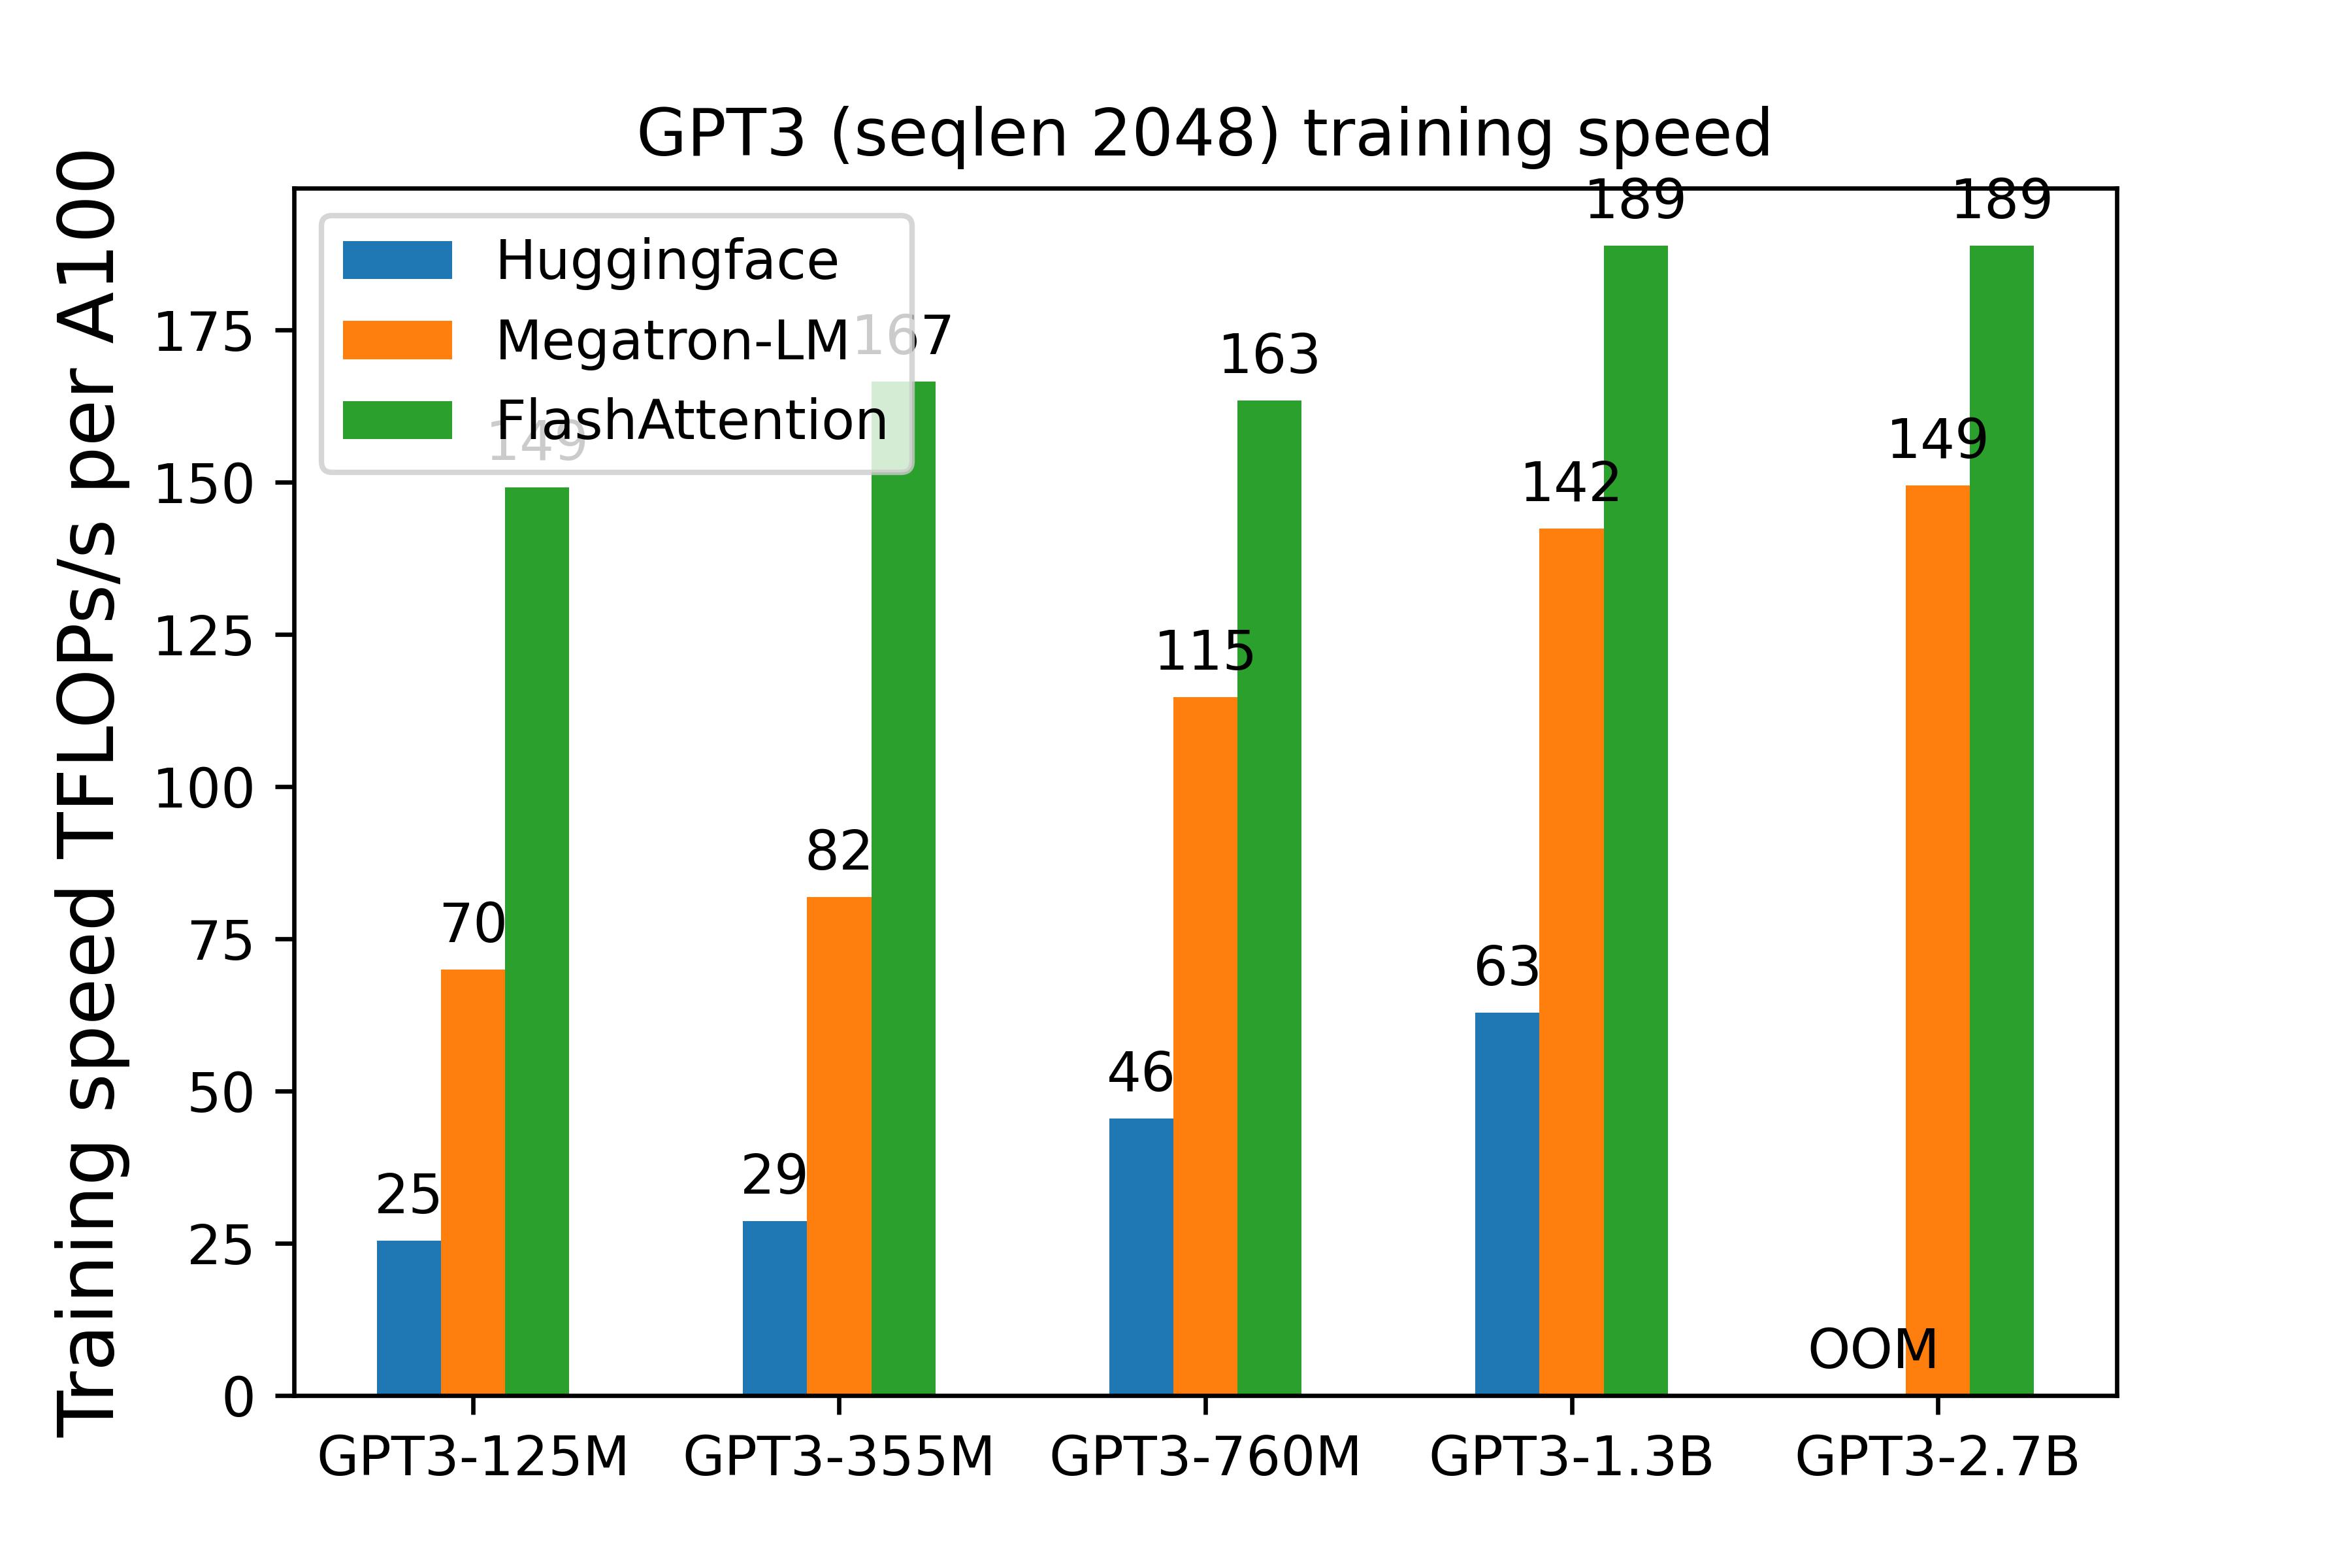 GPT3 (seqlen 2048) training speed
Training speed TFLOPs/s per A100
175
150
125
100
75
50
25
0
Huggingface
Megatron-LM
FlashAttention
25
70
149
29
82
167
46
115
163
63
142
189
OOM
149
189
GPT3-125M
GPT3-355M
GPT3-760M
GPT3-1.3B
GPT3-2.7B